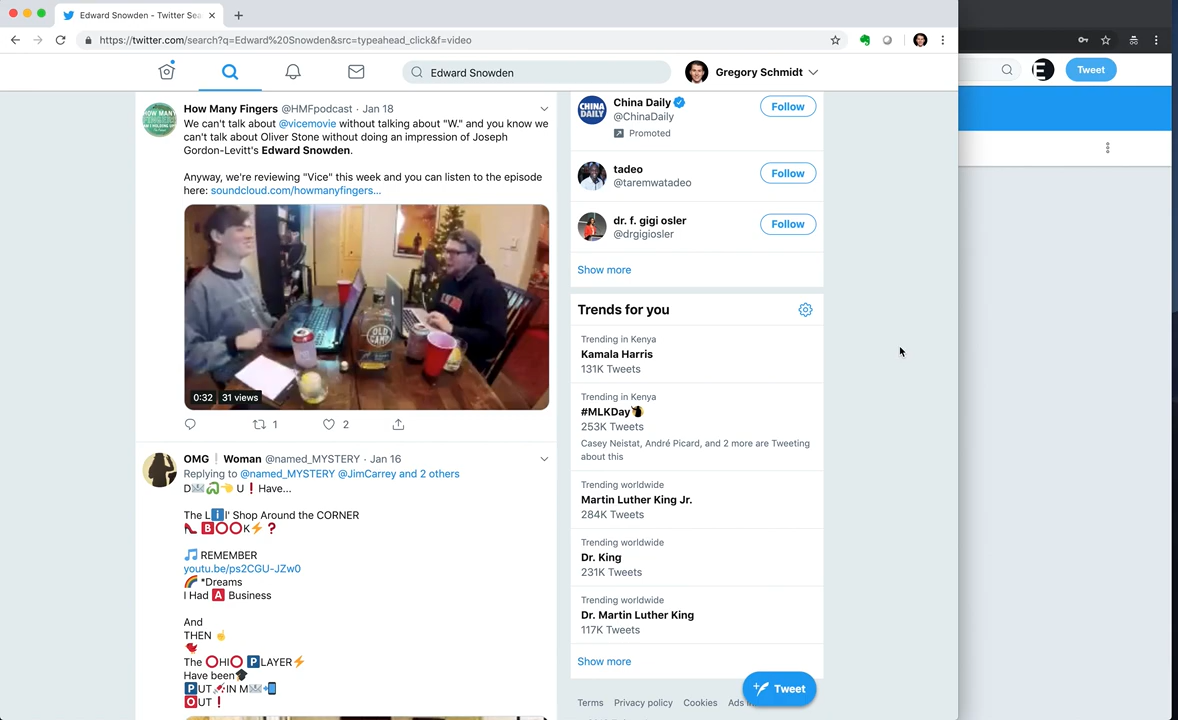 Edward Snowden - Twitter Sea
https://twitter.com/search?q=Edward%20Snowden&src=typeahead_click&f=video
Edward Snowden
Gregory Schmidt
Tweet
How Many Fingers @HMFpodcast · Jan 18
We can't talk about @vicemovie without talking about "W." and you know we
can't talk about Oliver Stone without doing an impression of Joseph
Gordon-Levitt's Edward Snowden.
Anyway, we're reviewing "Vice" this week and you can listen to the episode
here: soundcloud.com/howmanyfingers...
OLD CAMP
0:32 31 views
1
2
OMG❕Woman @named_MYSTERY · Jan 16
Replying to @named_MYSTERY @JimCarrey and 2 others
D U❗Have...
The Lℹ️l' Shop Around the CORNER
👠 🅱️⭕⭕K⚡❓
🎵 REMEMBER
youtu.be/ps2CGU-JZw0
🌈 *Dreams
I Had 🅰️ Business
And
THEN ☝️
The ⭕HI⭕ 🅿️LAYER⚡
Have been🎓
🅿️UT IN M📲
🅾️UT❗
CHINA
DAILY
China Daily
@ChinaDaily
Promoted
Follow
tadeo
@taremwatadeo
Follow
dr. f. gigi osler
@drgigiosler
Follow
Show more
Trends for you
Trending in Kenya
Kamala Harris
131K Tweets
Trending in Kenya
#MLKDay
253K Tweets
Casey Neistat, André Picard, and 2 more are Tweeting
about this
Trending worldwide
Martin Luther King Jr.
284K Tweets
Trending worldwide
Dr. King
231K Tweets
Trending worldwide
Dr. Martin Luther King
117K Tweets
Show more
Tweet
Terms Privacy policy Cookies Ads